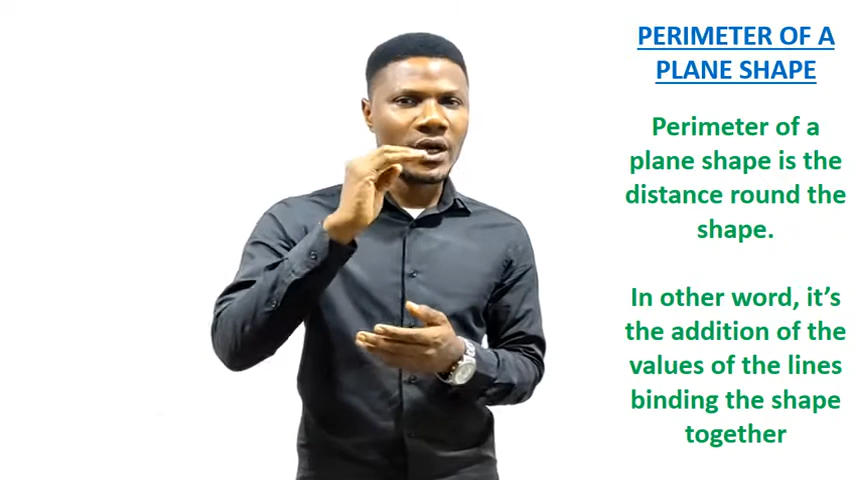 PERIMETER OF A
PLANE SHAPE
Perimeter of a
plane shape is the
distance round the
shape.
In other word, it’s
the addition of the
values of the lines
binding the shape
together